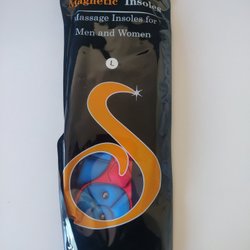 Magnetic Insoles
Massage Insoles for
Men and Women
L
S